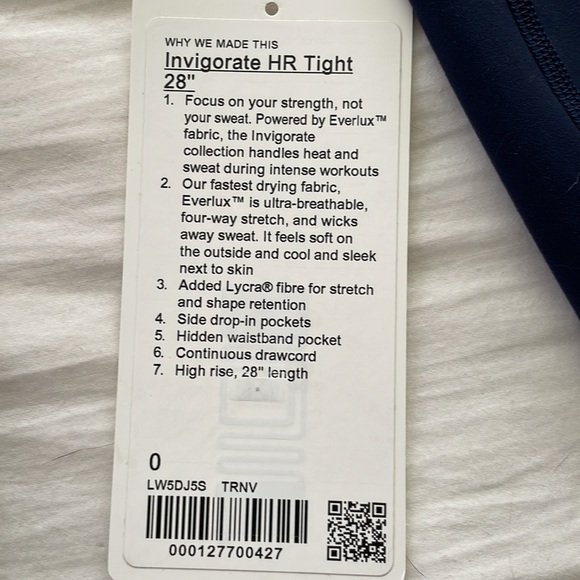 WHY WE MADE THIS
Invigorate HR Tight
28"
1. Focus on your strength, not
your sweat. Powered by Everlux™
fabric, the Invigorate
collection handles heat and
sweat during intense workouts
2. Our fastest drying fabric,
Everlux™ is ultra-breathable,
four-way stretch, and wicks
away sweat. It feels soft on
the outside and cool and sleek
next to skin
3. Added Lycra® fibre for stretch
and shape retention
4. Side drop-in pockets
5. Hidden waistband pocket
6. Continuous drawcord
7. High rise, 28" length
0
LW5DJ5S TRNV
000127700427